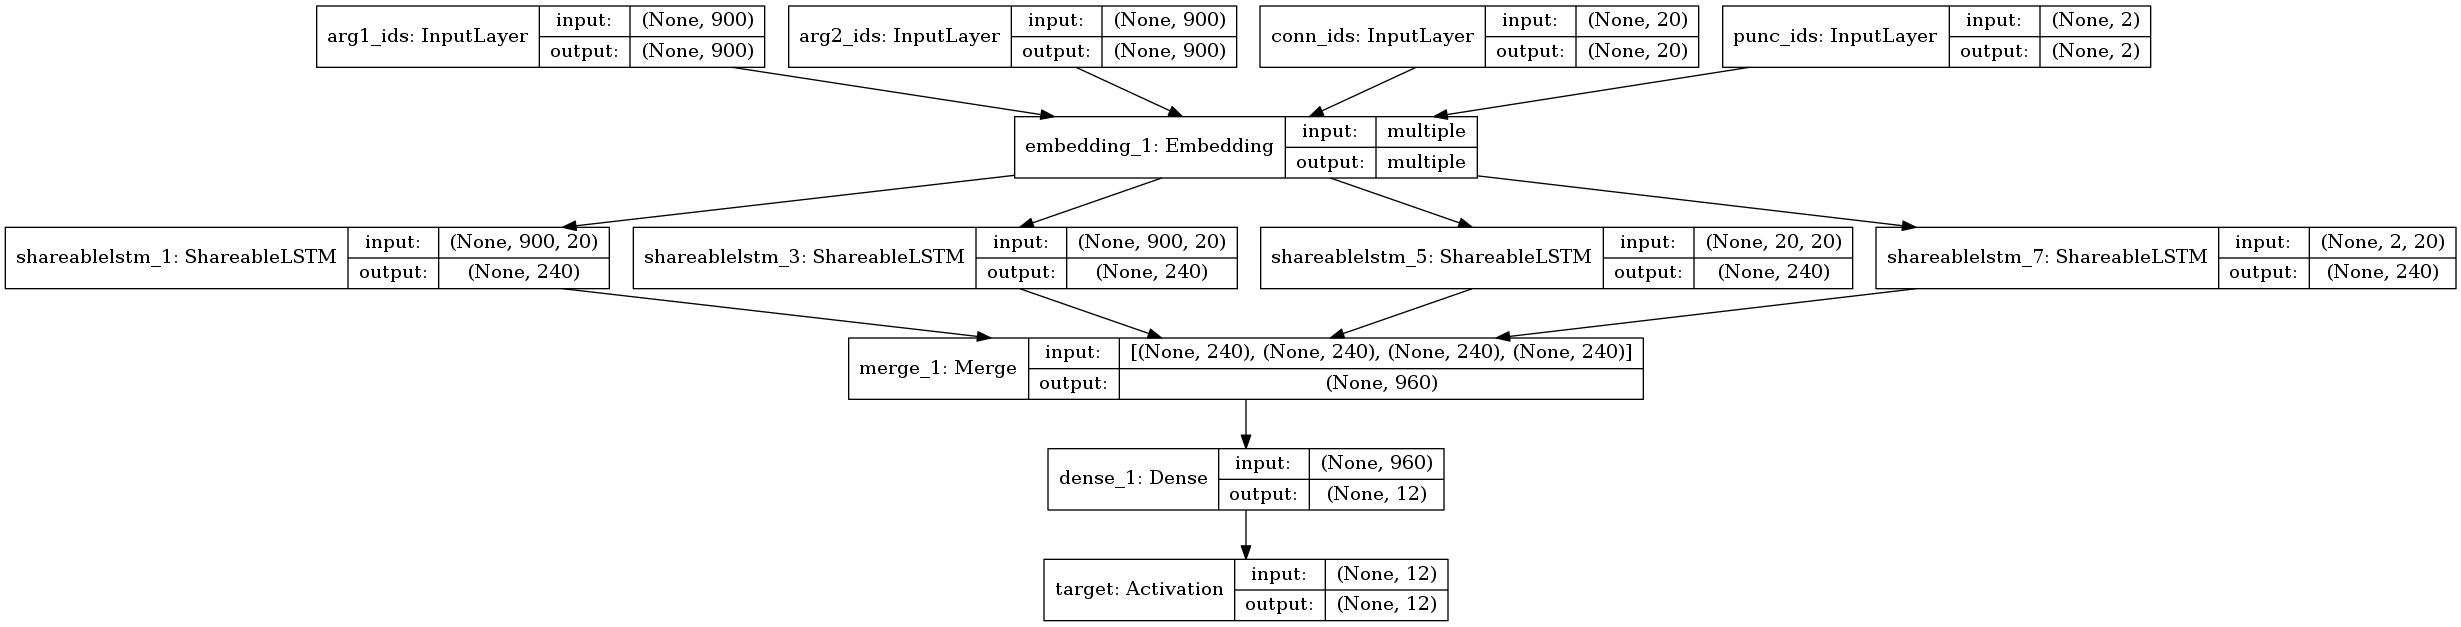 arg1_ids: InputLayer
input:
(None, 900)
output:
(None, 900)
arg2_ids: InputLayer
input:
(None, 900)
output:
(None, 900)
conn_ids: InputLayer
input:
(None, 20)
output:
(None, 20)
punc_ids: InputLayer
input:
(None, 2)
output:
(None, 2)
embedding_1: Embedding
input:
multiple
output:
multiple
shareablelstm_1: ShareableLSTM
input:
(None, 900, 20)
output:
(None, 240)
shareablelstm_3: ShareableLSTM
input:
(None, 900, 20)
output:
(None, 240)
shareablelstm_5: ShareableLSTM
input:
(None, 20, 20)
output:
(None, 240)
shareablelstm_7: ShareableLSTM
input:
(None, 2, 20)
output:
(None, 240)
merge_1: Merge
input:
[(None, 240), (None, 240), (None, 240), (None, 240)]
output:
(None, 960)
dense_1: Dense
input:
(None, 960)
output:
(None, 12)
target: Activation
input:
(None, 12)
output:
(None, 12)